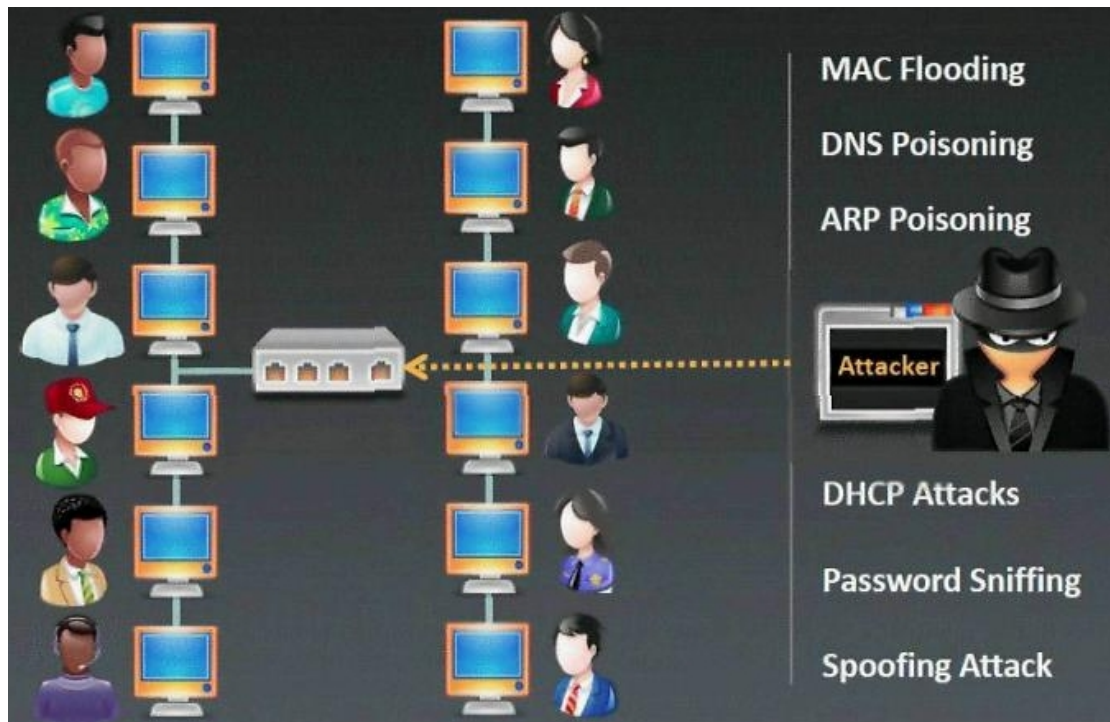 MAC Flooding
DNS Poisoning
ARP Poisoning
Attacker
DHCP Attacks
Password Sniffing
Spoofing Attack